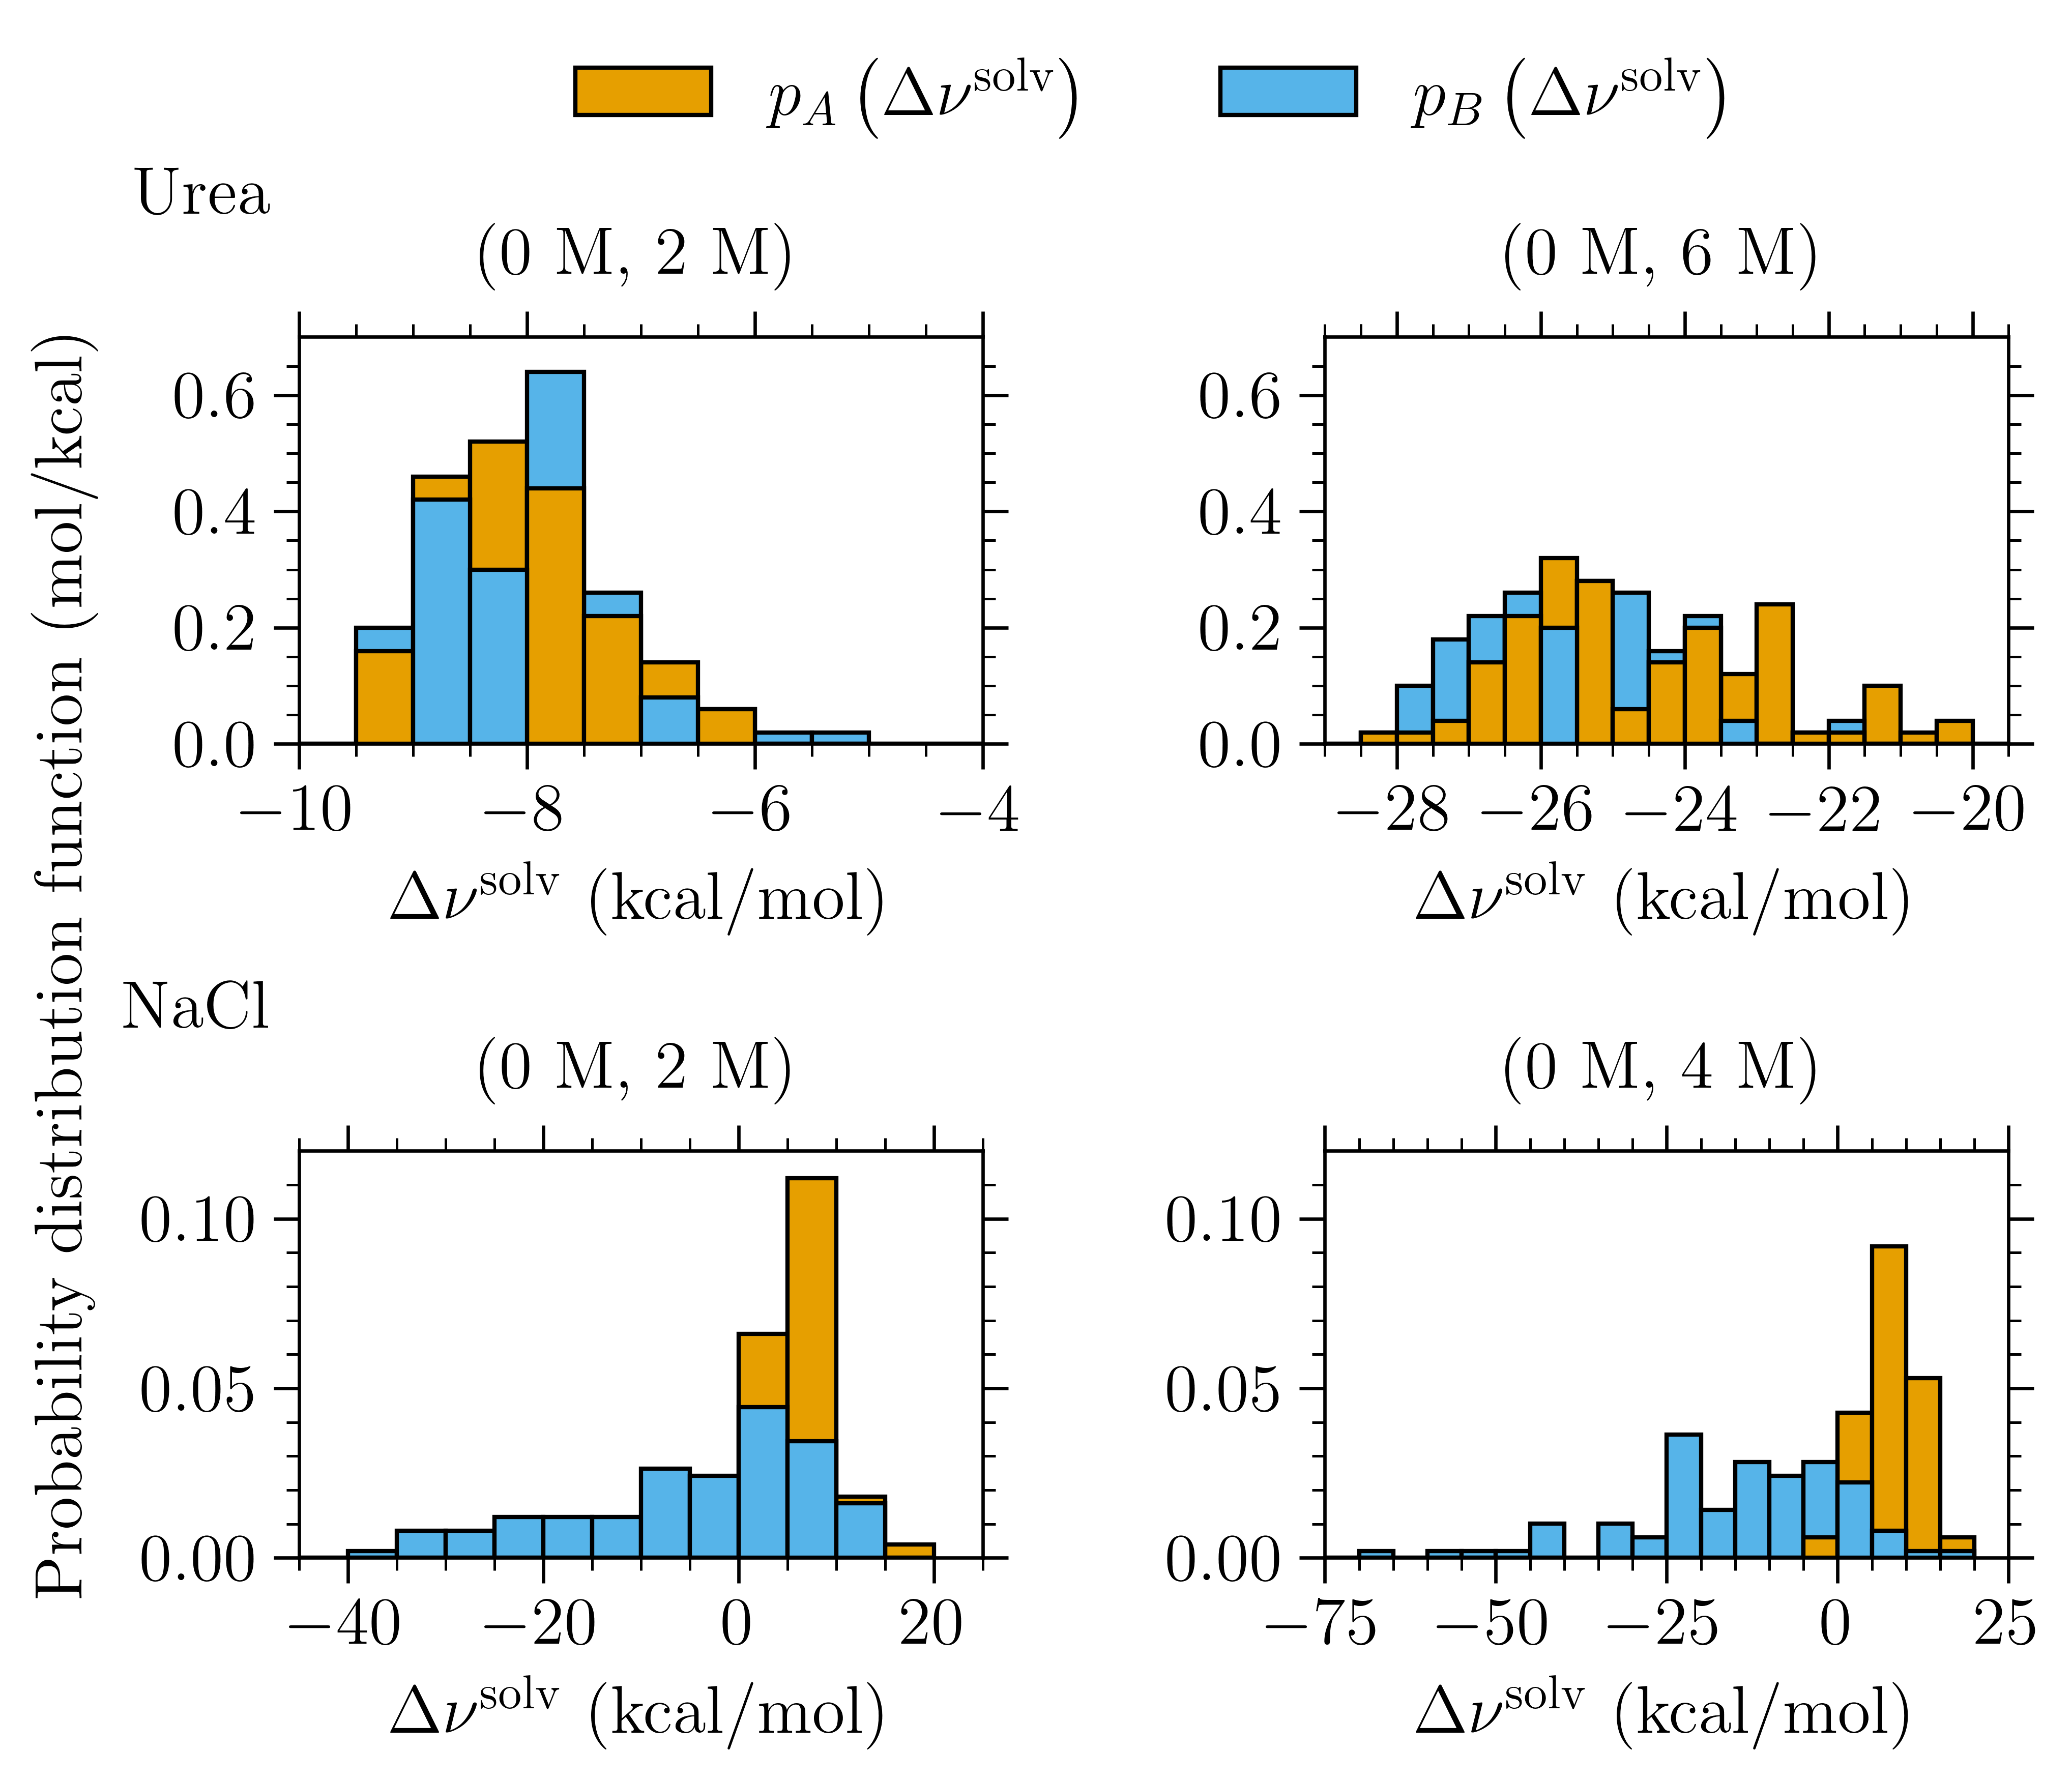 p_A (Δν^solv) p_B (Δν^solv)
Urea
(0 M, 2 M) (0 M, 6 M)
Probability distribution function (mol/kcal)
0.6
0.4
0.2
0.0
−10 −8 −6 −4
Δν^solv (kcal/mol)
0.6
0.4
0.2
0.0
−28 −26 −24 −22 −20
Δν^solv (kcal/mol)
NaCl
(0 M, 2 M) (0 M, 4 M)
0.10
0.05
0.00
−40 −20 0 20
Δν^solv (kcal/mol)
0.10
0.05
0.00
−75 −50 −25 0 25
Δν^solv (kcal/mol)